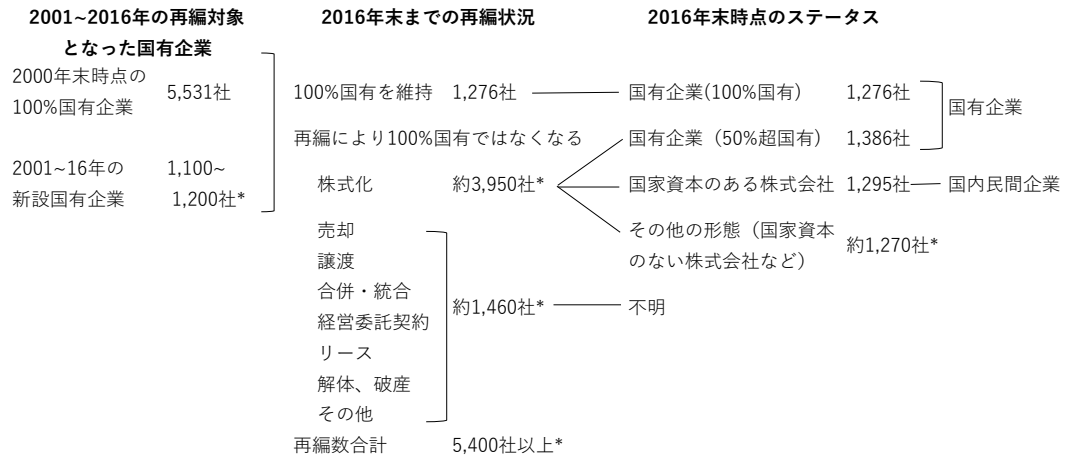 2001~2016年の再編対象
となった国有企業
2000年末時点の
100%国有企業
5,531社
2001~16年の
新設国有企業
1,100~
1,200社*
2016年末までの再編状況
100%国有を維持 1,276社
再編により100%国有ではなくなる
株式化 約3,950社*
売却
譲渡
合併・統合
経営委託契約
リース
解体、破産
その他
約1,460社*
再編数合計 5,400社以上*
2016年末時点のステータス
国有企業(100%国有) 1,276社
国有企業（50%超国有） 1,386社
国有企業
国家資本のある株式会社 1,295社
国内民間企業
その他の形態（国家資本
のない株式会社など）
約1,270社*
不明